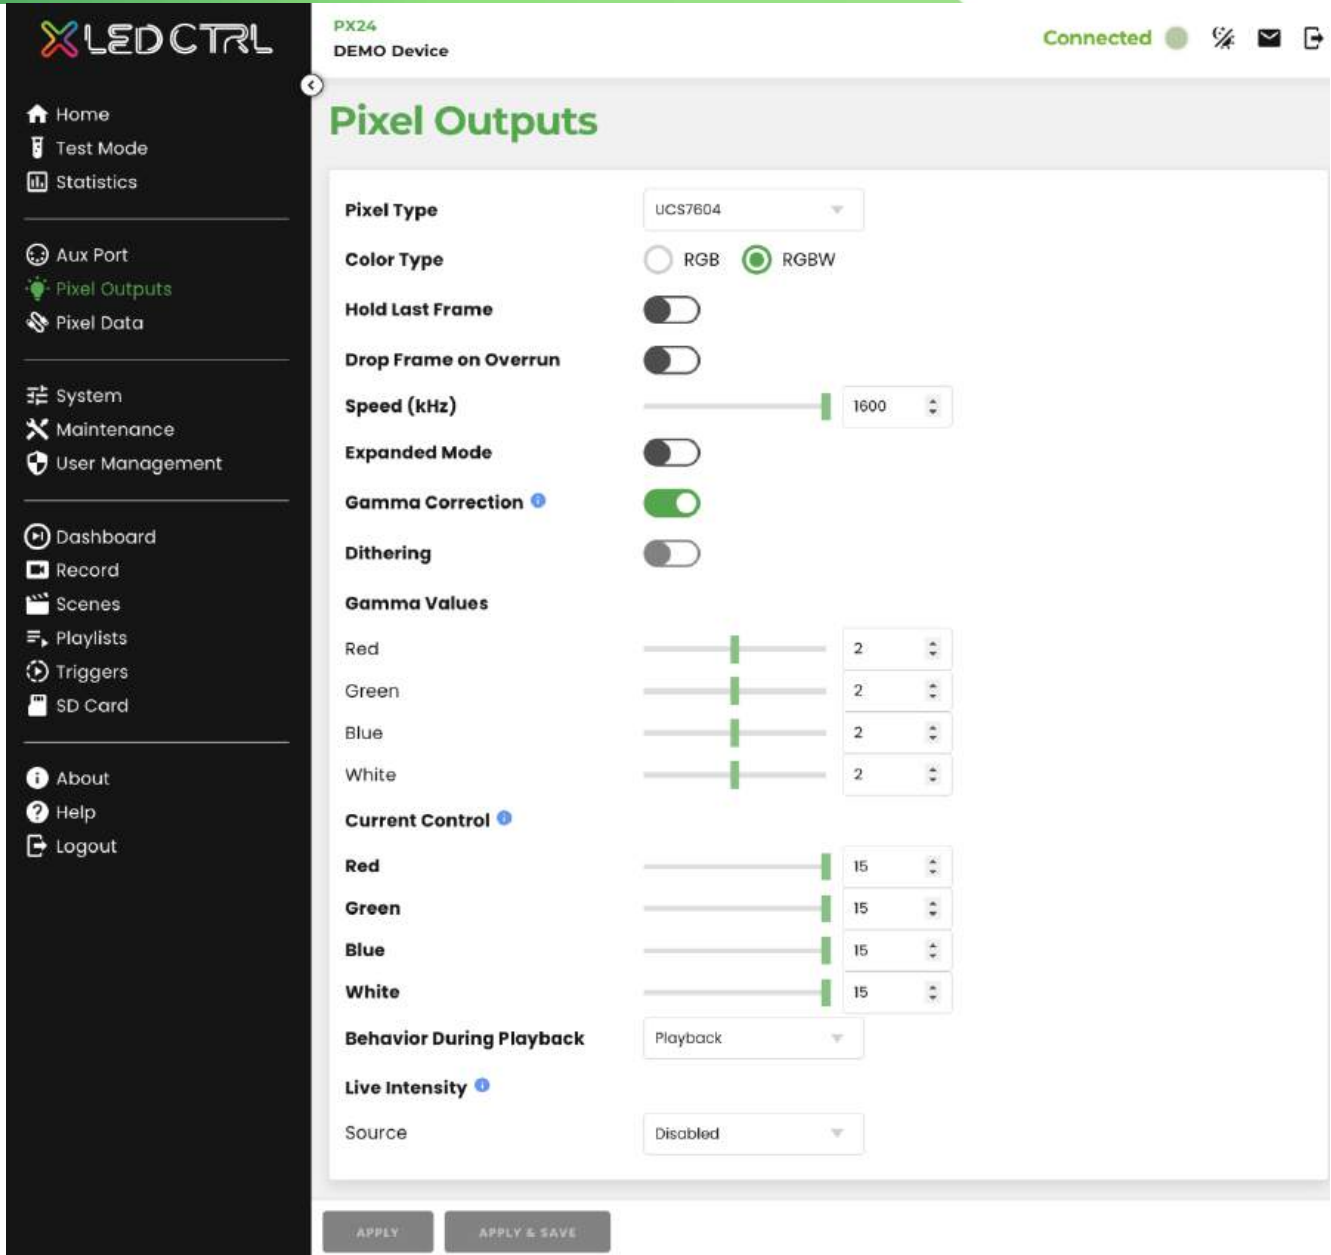 LED CTRL
PX24
DEMO Device
Connected
Home
Test Mode
Statistics
Aux Port
Pixel Outputs
Pixel Data
System
Maintenance
User Management
Dashboard
Record
Scenes
Playlists
Triggers
SD Card
About
Help
Logout
Pixel Outputs
Pixel Type UCS7604
Color Type RGB RGBW
Hold Last Frame
Drop Frame on Overrun
Speed (kHz) 1600
Expanded Mode
Gamma Correction
Dithering
Gamma Values
Red 2
Green 2
Blue 2
White 2
Current Control
Red 15
Green 15
Blue 15
White 15
Behavior During Playback Playback
Live Intensity
Source Disabled
APPLY APPLY & SAVE